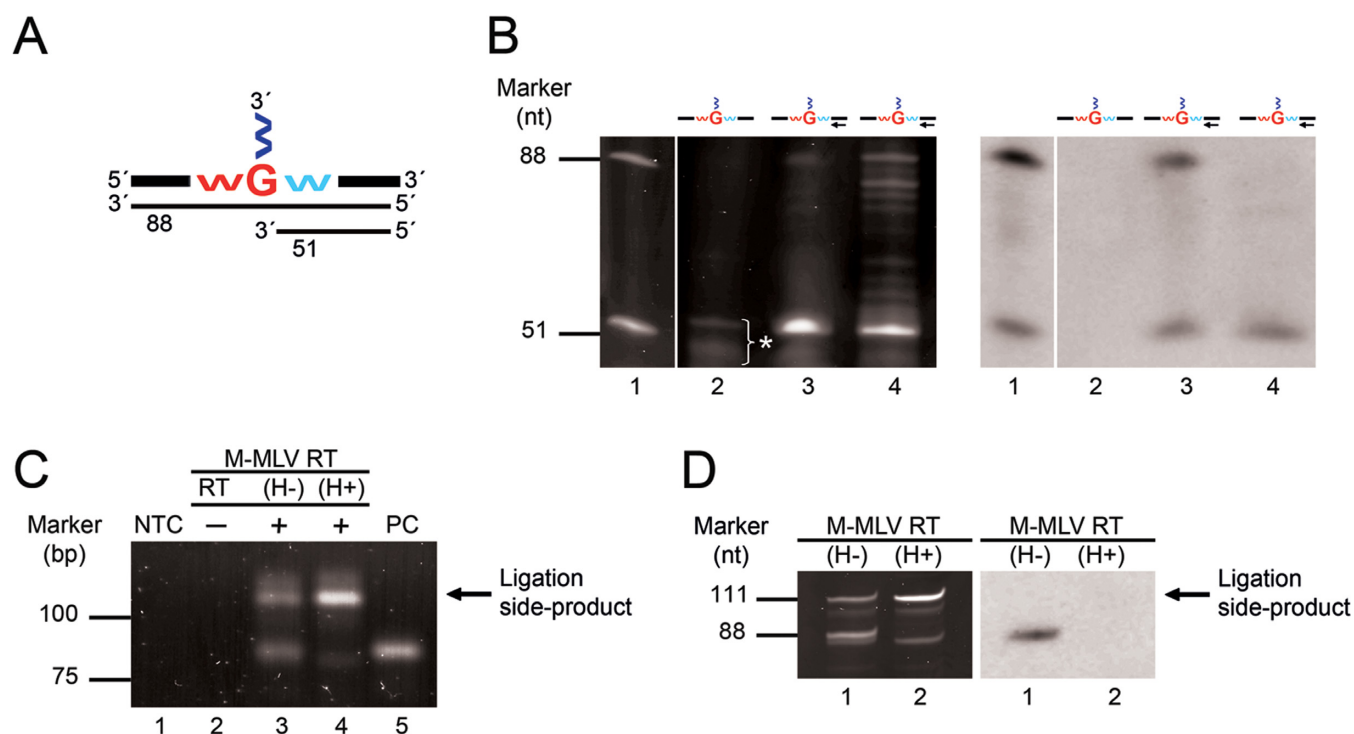 A
3´
5´
G
3´
3´
5´
88
3´
5´
51
B
Marker
(nt)
G
G
G
G
G
G
88
51
*
1
2
3
4
1
2
3
4
C
M-MLV RT
RT
(H-)
(H+)
Marker
(bp)
NTC
–
+
+
PC
100
75
Ligation
side-product
1
2
3
4
5
D
Marker
(nt)
M-MLV RT
(H-)
(H+)
M-MLV RT
(H-)
(H+)
111
88
Ligation
side-product
1
2
1
2